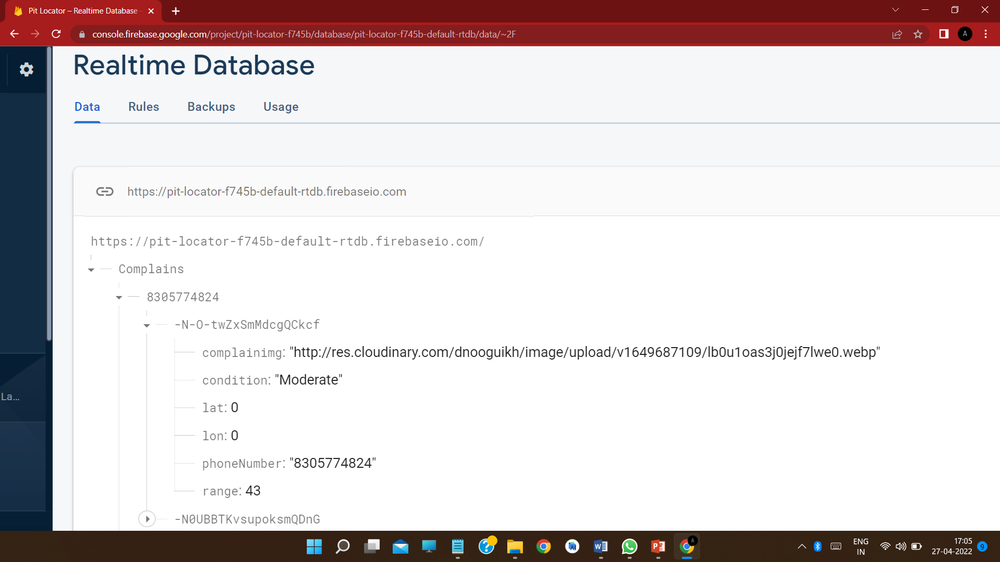 Pit Locator – Realtime Database -
console.firebase.google.com/project/pit-locator-f745b/database/pit-locator-f745b-default-rtdb/data/~2F
A
Realtime Database
Data Rules Backups Usage
https://pit-locator-f745b-default-rtdb.firebaseio.com
https://pit-locator-f745b-default-rtdb.firebaseio.com/
Complains
8305774824
-N-O-twZxSmMdcgQCkcf
complainimg: "http://res.cloudinary.com/dnooguikh/image/upload/v1649687109/lb0u1oas3j0jejf7lwe0.webp"
condition: "Moderate"
La...
lat: 0
lon: 0
phoneNumber: "8305774824"
range: 43
-N0UBBTKvsupoksmQDnG
ENG
IN
17:05
27-04-2022
9